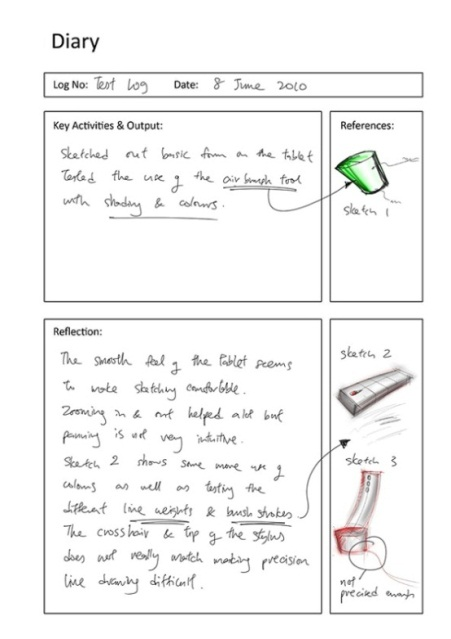 Diary
Log No: Test Log Date: 8 June 2010
Key Activities & Output:
Sketched out basic form on the tablet
Tested the use of the air brush tool
with shading & colours.
References:
sketch 1
Reflection:
The smooth feel of the tablet seems
to make sketching comfortable.
Zooming in & out helped a lot but
panning is not very intuitive.
Sketch 2 shows some more use of
colours as well as testing the
different line weights & brush strokes.
The crosshair & tip of the stylus
does not really match making precision
line drawing difficult.
sketch 2
sketch 3
not
precised enough